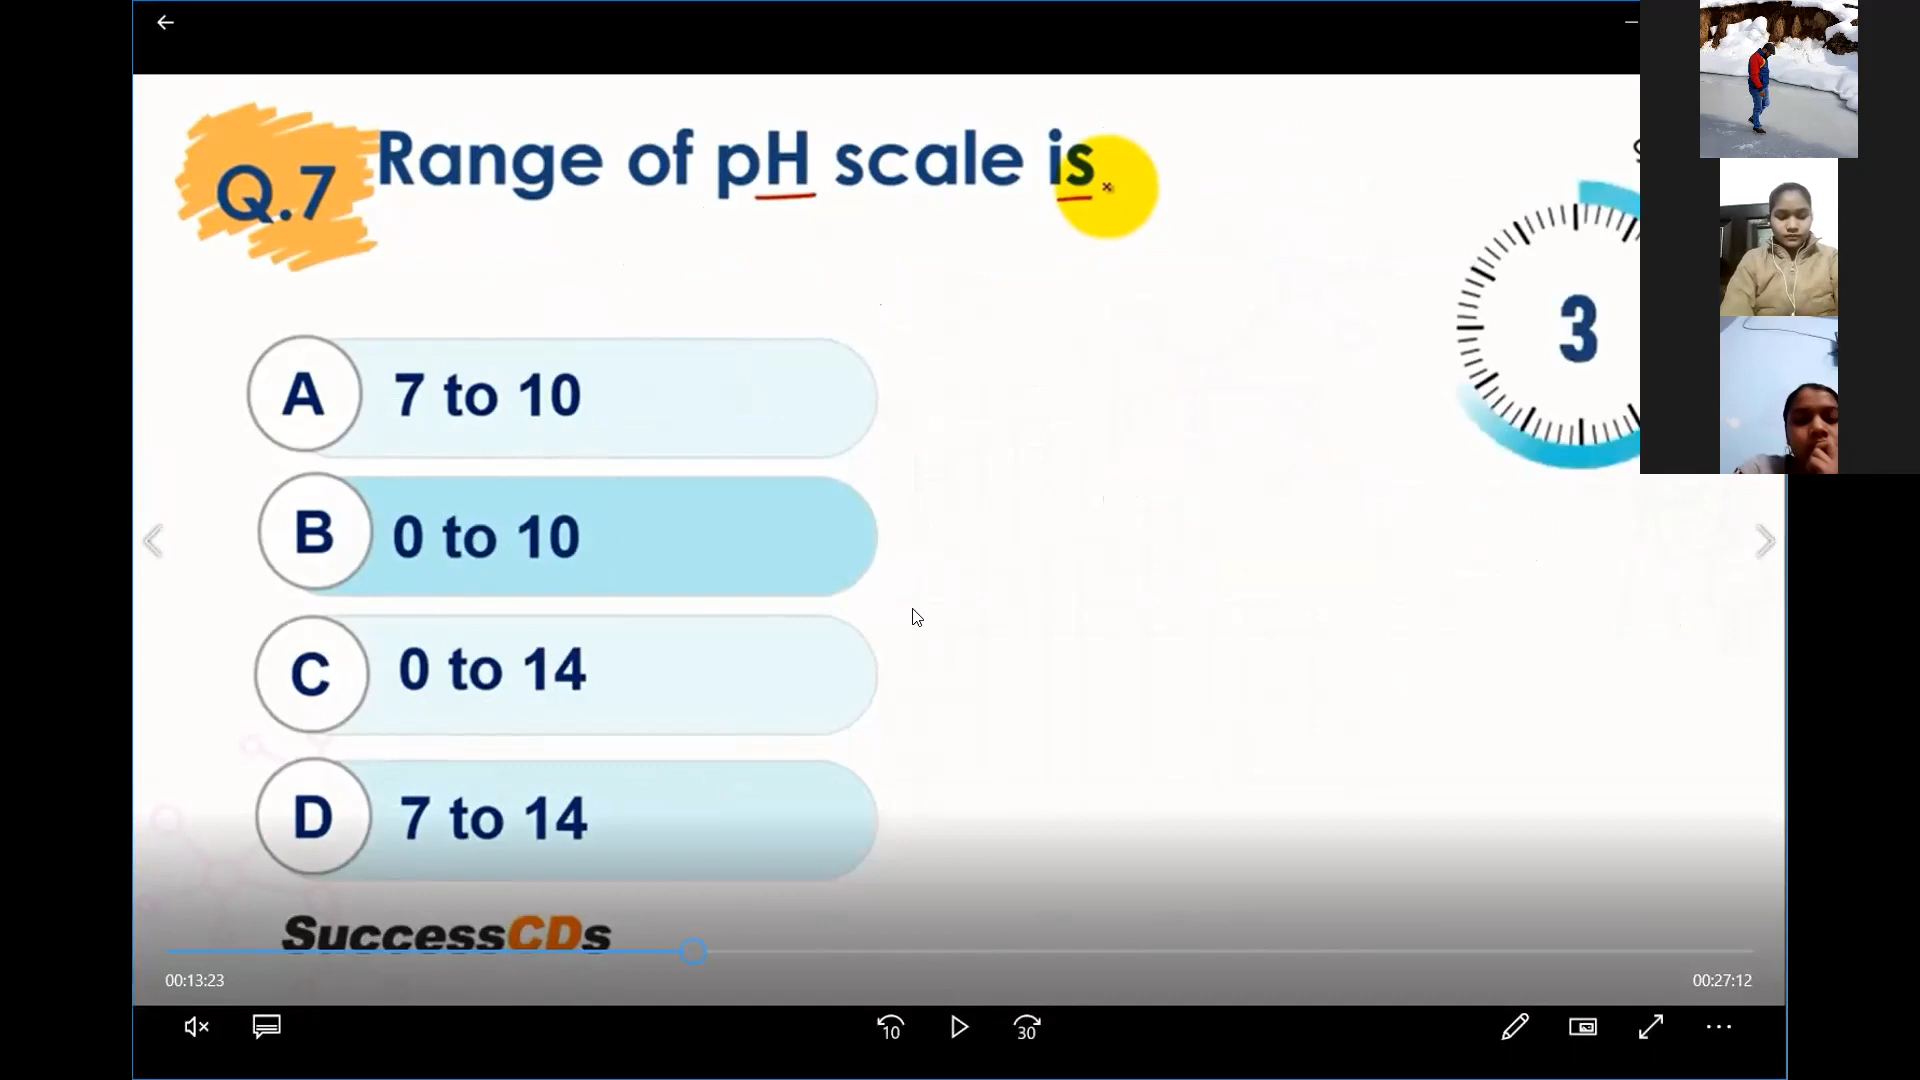 Q.7
Range of pH scale is
3
A 7 to 10
B 0 to 10
C 0 to 14
D 7 to 14
SuccessCDs
00:13:23
00:27:12
10
30